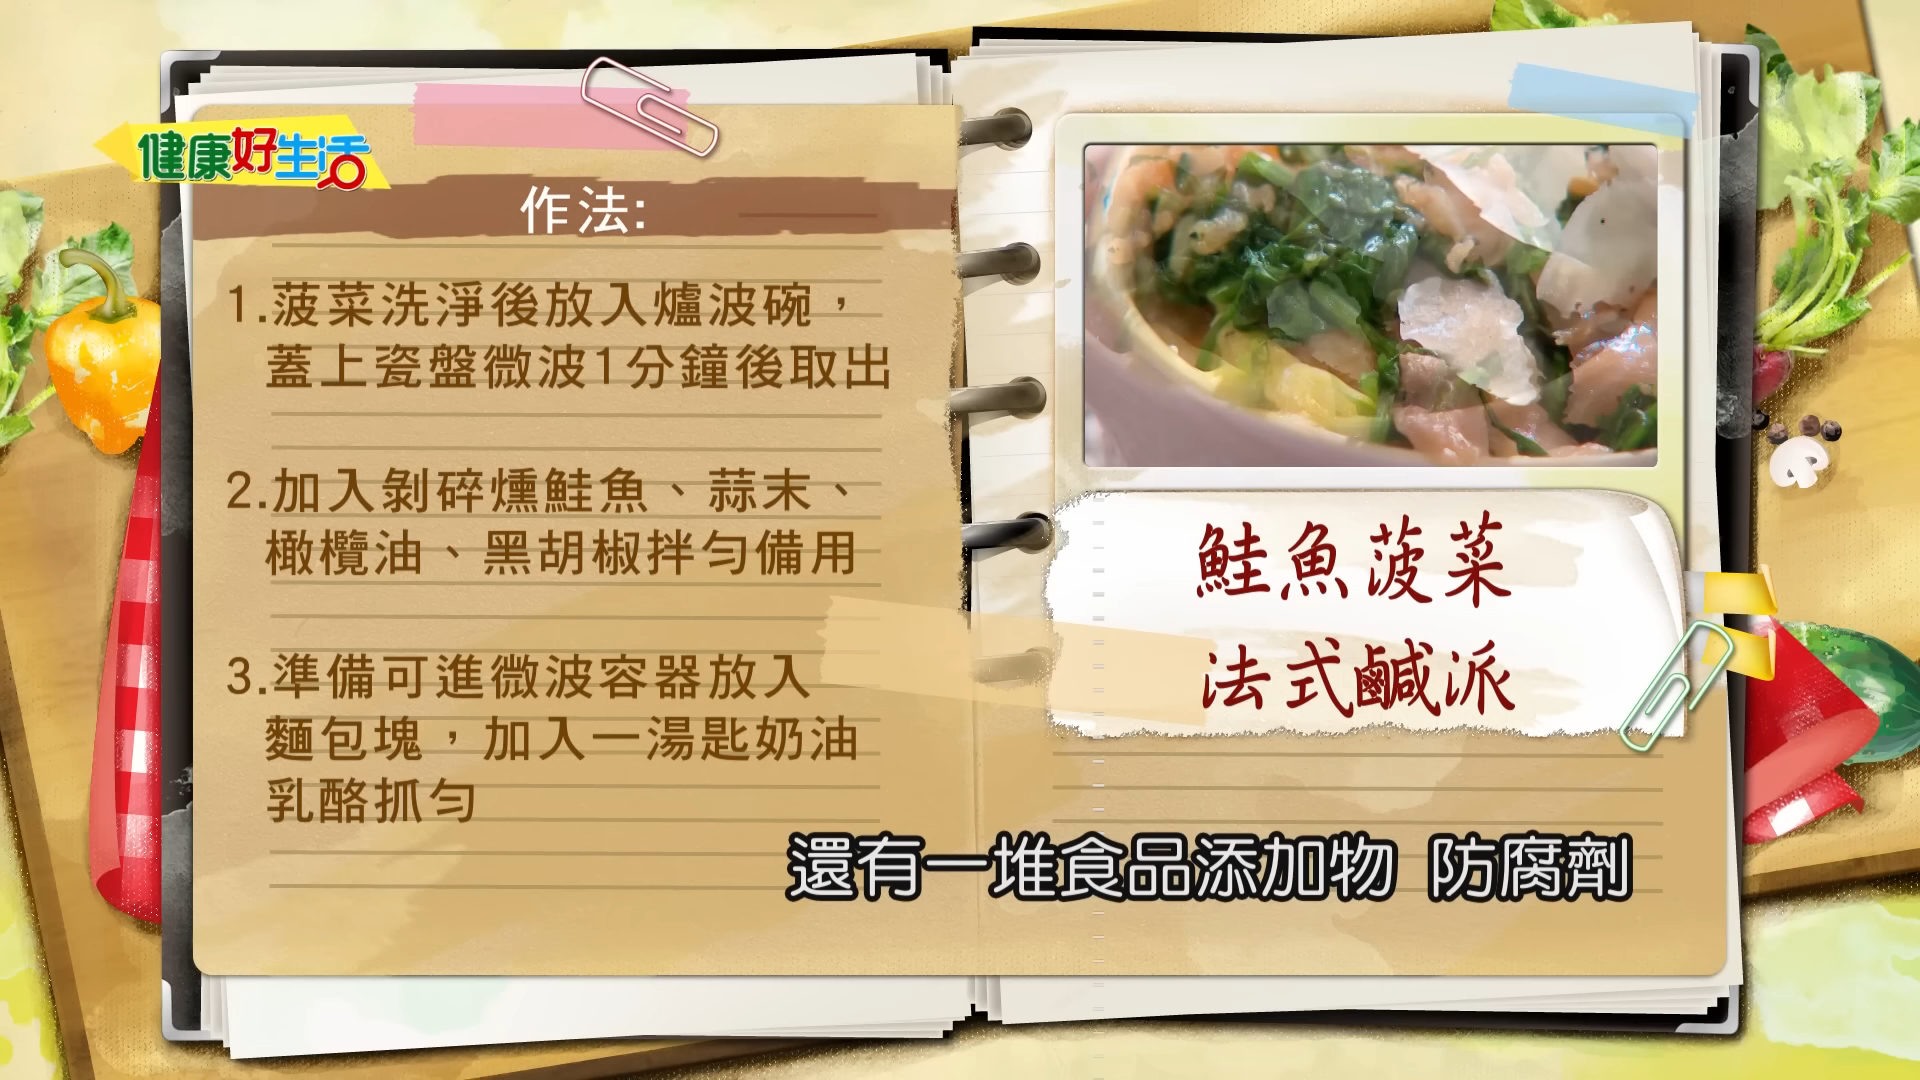 健康好生活
作法:
1.菠菜洗淨後放入爐波碗，
蓋上瓷盤微波1分鐘後取出
2.加入剝碎燻鮭魚、蒜末、
橄欖油、黑胡椒拌勻備用
3.準備可進微波容器放入
麵包塊，加入一湯匙奶油
乳酪抓勻
鮭魚菠菜
法式鹹派
還有一堆食品添加物 防腐劑